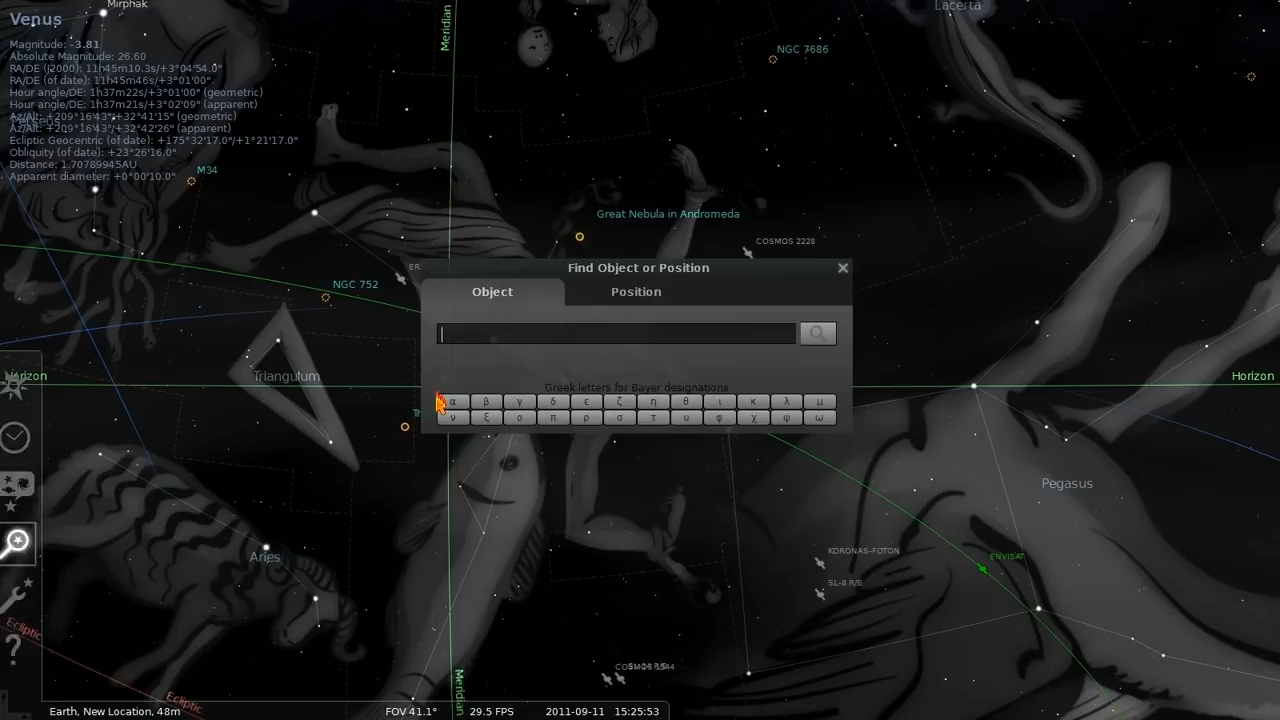 Venus
Mirphak
Magnitude: -3.81
Absolute Magnitude: 26.60
RA/DE (J2000): 11h45m10.3s/+3°04'54.0"
RA/DE (of date): 11h45m46s/+3°01'00"
Hour angle/DE: 1h37m22s/+3°01'00" (geometric)
Hour angle/DE: 1h37m21s/+3°02'09" (apparent)
Az/Alt: +209°16'43"/+32°41'15" (geometric)
Az/Alt: +209°16'43"/+32°42'26" (apparent)
Ecliptic Geocentric (of date): +175°32'17.0"/+1°21'17.0"
Obliquity (of date): +23°26'16.0"
Distance: 1.70789945AU
Apparent diameter: +0°00'10.0"
Meridian
Lacerta
NGC 7686
M34
Great Nebula in Andromeda
COSMOS 2228
ER
NGC 752
Find Object or Position
Object Position
Triangulum
Horizon
Horizon
Greek letters for Bayer designations
α β γ δ ε ζ η θ ι κ λ μ
ν ξ ο π ρ σ τ υ φ χ ψ ω
Tr
Pegasus
Aries
KORONAS-FOTON
ENVISAT
SL-8 R/B
Ecliptic
Ecliptic
Meridian
Earth, New Location, 48m FOV 41.1° 29.5 FPS 2011-09-11 15:25:53